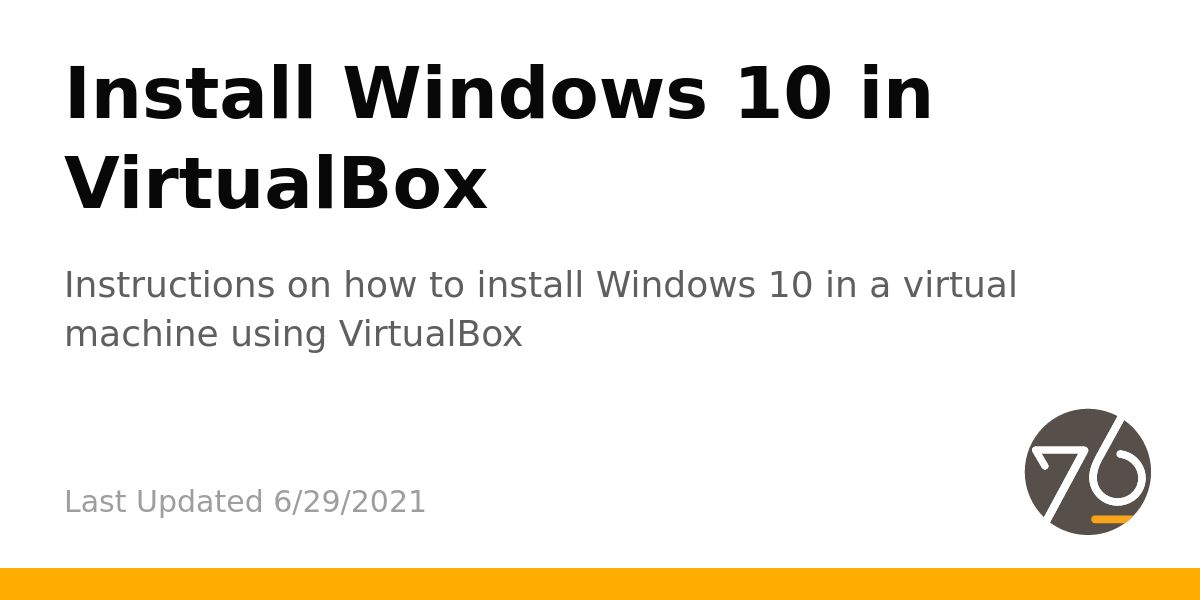 Install Windows 10 in
VirtualBox
Instructions on how to install Windows 10 in a virtual
machine using VirtualBox
Last Updated 6/29/2021
76